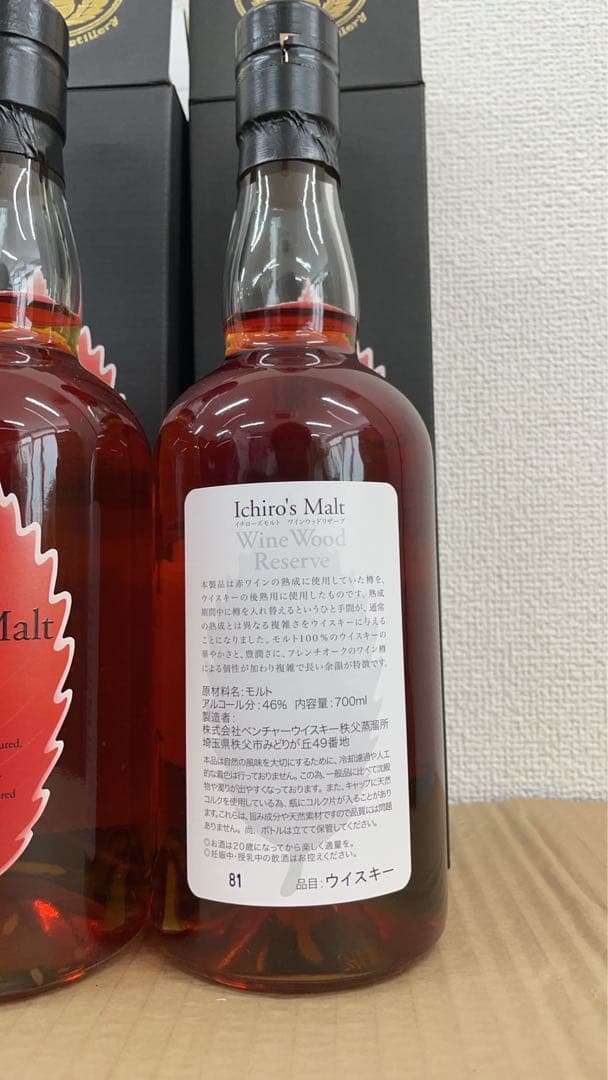 tillery
tillery
Malt
ured,
red
Ichiro's Malt
イチローズモルト ワインウッドリザーブ
Wine Wood
Reserve
本製品は赤ワインの熟成に使用していた樽を、
ウイスキーの後熟用に使用したものです。熟成
期間中に樽を入れ替えるというひと手間が、通常
の熟成とは異なる複雑さをウイスキーに与える
ことになりました。モルト100%のウイスキーの
華やかさと、豊潤さに、フレンチオークのワイン樽
による個性が加わり複雑で長い余韻が特徴です。
原材料名:モルト
アルコール分:46% 内容量:700ml
製造者:
株式会社ベンチャーウイスキー秩父蒸溜所
埼玉県秩父市みどりが丘49番地
本品は自然の風味を大切にするために、冷却濾過や人工
的な着色は行っておりません。この為、一般品に比べて沈殿
物や濁りが出やすくなっております。また、キャップに天然
コルクを使用している為、瓶にコルク片が入ることがあり
ます。これらは、旨み成分や天然素材ですので品質には問題
ありません。尚、ボトルは立てて保管してください。
◎お酒は20歳になってから楽しく適量を。
◎妊娠中・授乳中の飲酒はお控えください。
81 品目:ウイスキー